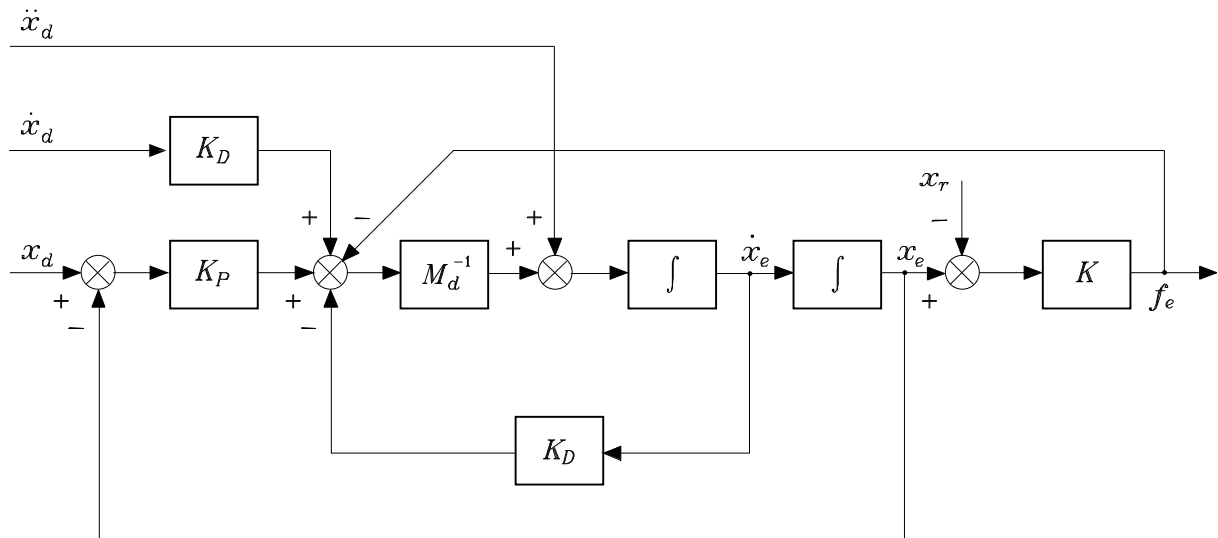 ẍ_d
ẋ_d
K_D
+
−
x_r
−
x_d
+
−
K_P
+
−
M_d^{-1}
+
+
∫
ẋ_e
∫
x_e
+
K
f_e
K_D